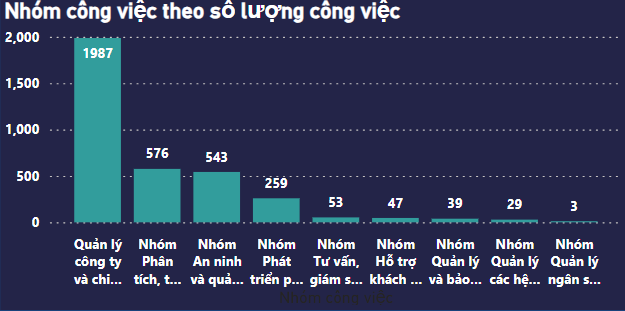 Nhóm công việc theo số lượng công việc
2,000
1,500
1,000
500
0
1987
576
543
259
53
47
39
29
3
Quản lý
công ty
và chi...
Nhóm
Phân
tích, t...
Nhóm
An ninh
và quả...
Nhóm
Phát
triển p...
Nhóm
Tư vấn,
giám s...
Nhóm
Hỗ trợ
khách ...
Nhóm
Quản lý
và bảo...
Nhóm
Quản lý
các hệ...
Nhóm
Quản lý
ngân s...
Nhóm công việc